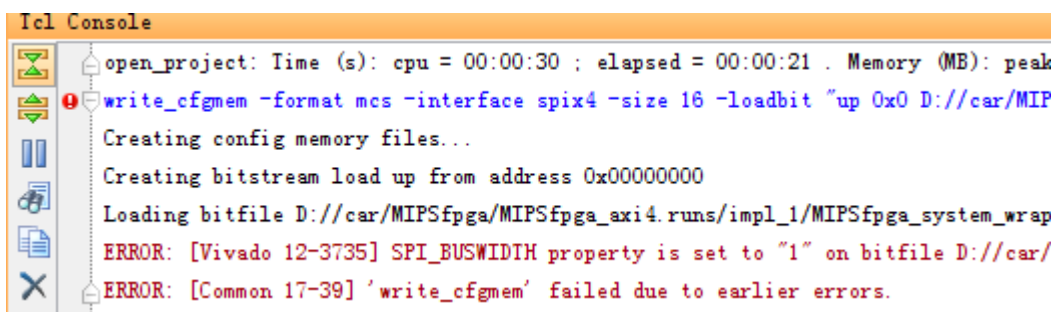 Tcl Console
open_project: Time (s): cpu = 00:00:30 ; elapsed = 00:00:21 . Memory (MB): peak
write_cfgmem -format mcs -interface spix4 -size 16 -loadbit "up 0x0 D://car/MIP
Creating config memory files...
Creating bitstream load up from address 0x00000000
Loading bitfile D://car/MIPSfpga/MIPSfpga_axi4.runs/impl_1/MIPSfpga_system_wrap
ERROR: [Vivado 12-3735] SPI_BUSWIDTH property is set to "1" on bitfile D://car/
ERROR: [Common 17-39] 'write_cfgmem' failed due to earlier errors.